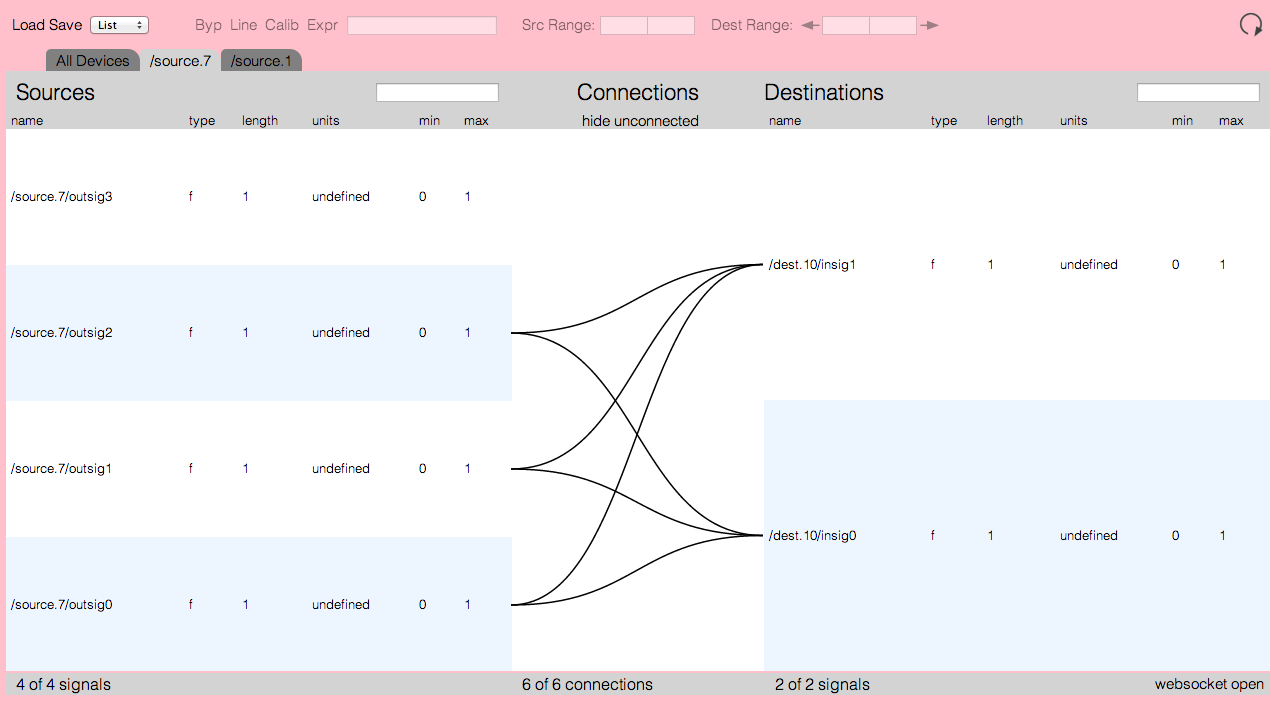 Load Save List Byp Line Calib Expr Src Range: Dest Range:
All Devices /source.7 /source.1
Sources Connections Destinations
name type length units min max hide unconnected name type length units min max
/source.7/outsig3 f 1 undefined 0 1
/dest.10/insig1 f 1 undefined 0 1
/source.7/outsig2 f 1 undefined 0 1
/source.7/outsig1 f 1 undefined 0 1
/dest.10/insig0 f 1 undefined 0 1
/source.7/outsig0 f 1 undefined 0 1
4 of 4 signals 6 of 6 connections 2 of 2 signals websocket open